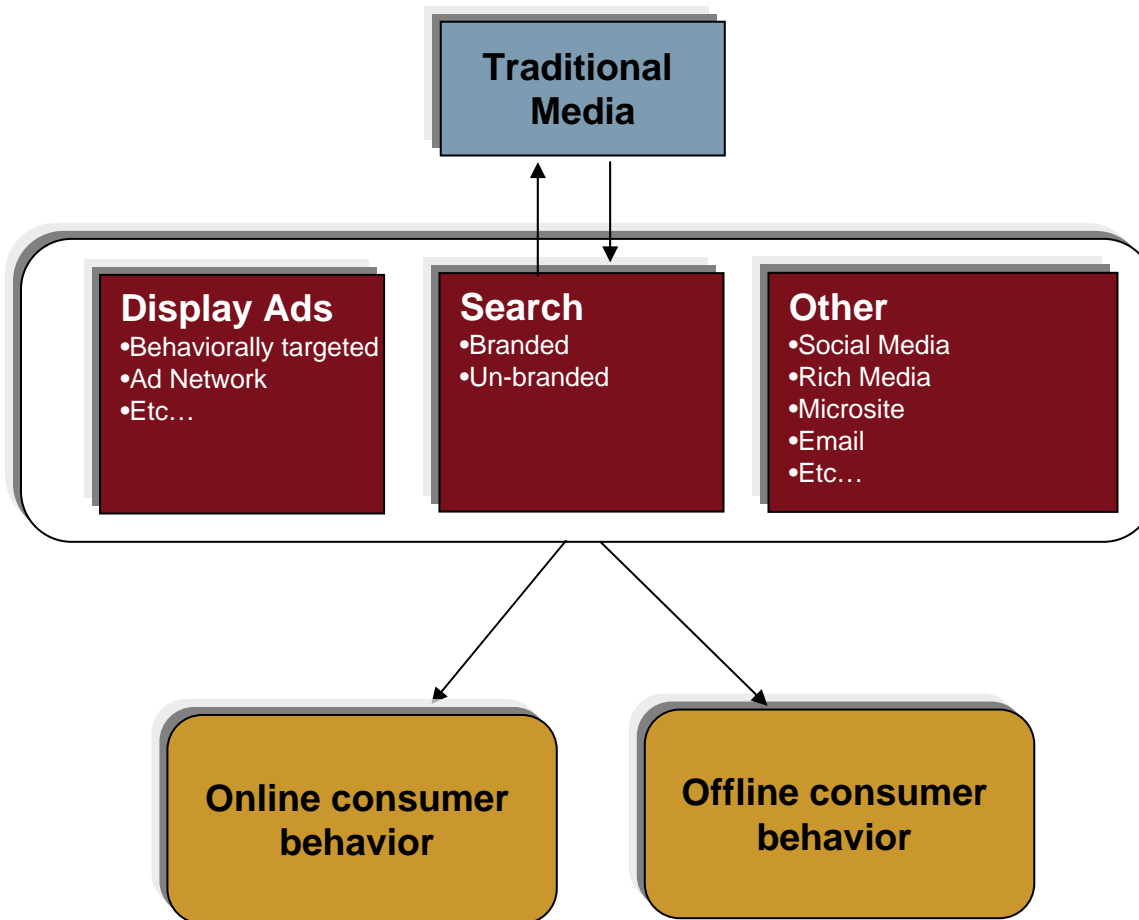 Traditional
Media
Display Ads
•Behaviorally targeted
•Ad Network
•Etc…
Search
•Branded
•Un-branded
Other
•Social Media
•Rich Media
•Microsite
•Email
•Etc…
Online consumer
behavior
Offline consumer
behavior